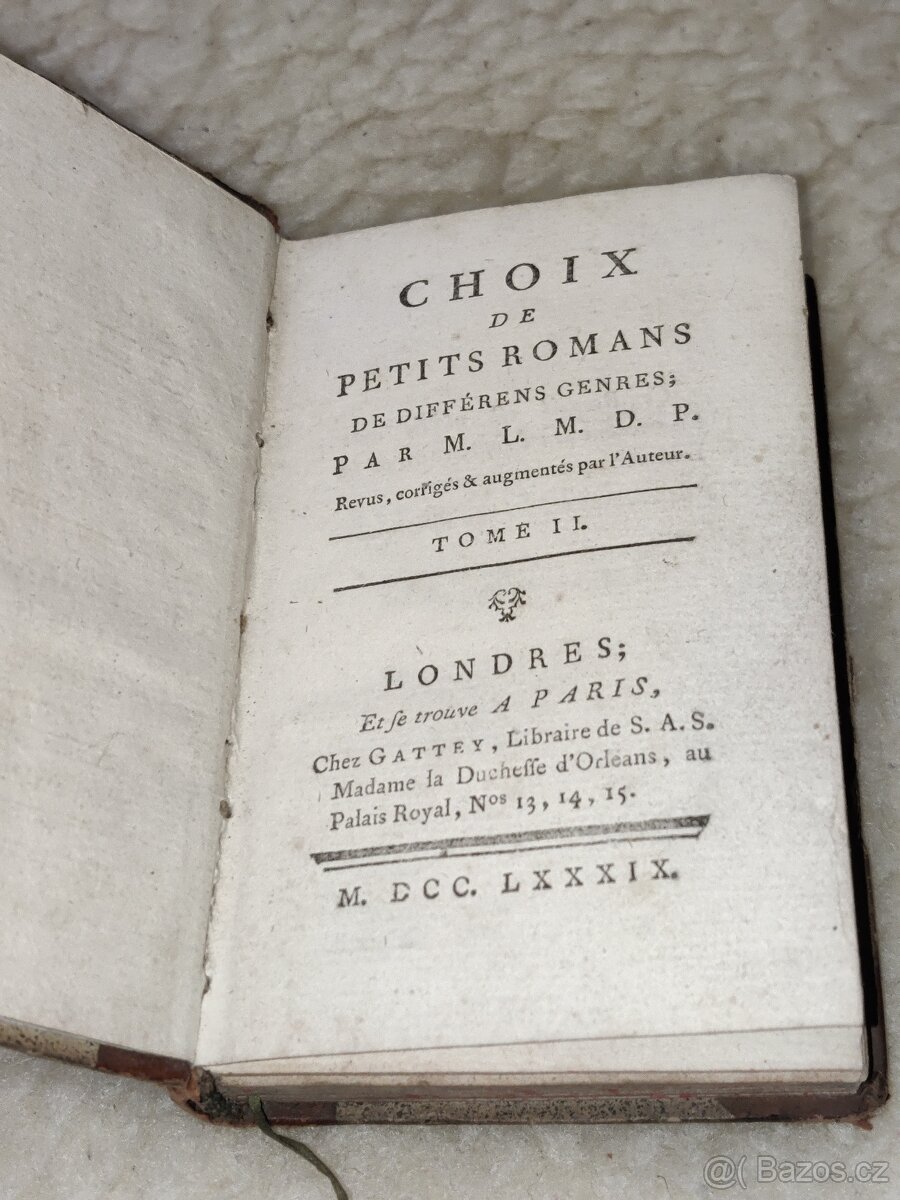 CHOIX
DE
PETITS ROMANS
DE DIFFÉRENS GENRES;
PAR M. L. M. D. P.
Revus, corrigés & augmentés par l'Auteur.
TOME II.
LONDRES;
Et ſe trouve A PARIS,
Chez GATTEY, Libraire de S. A. S.
Madame la Ducheſſe d'Orléans, au
Palais Royal, Nos 13, 14, 15.
M. DCC. LXXXIX.
@( Bazos.cz